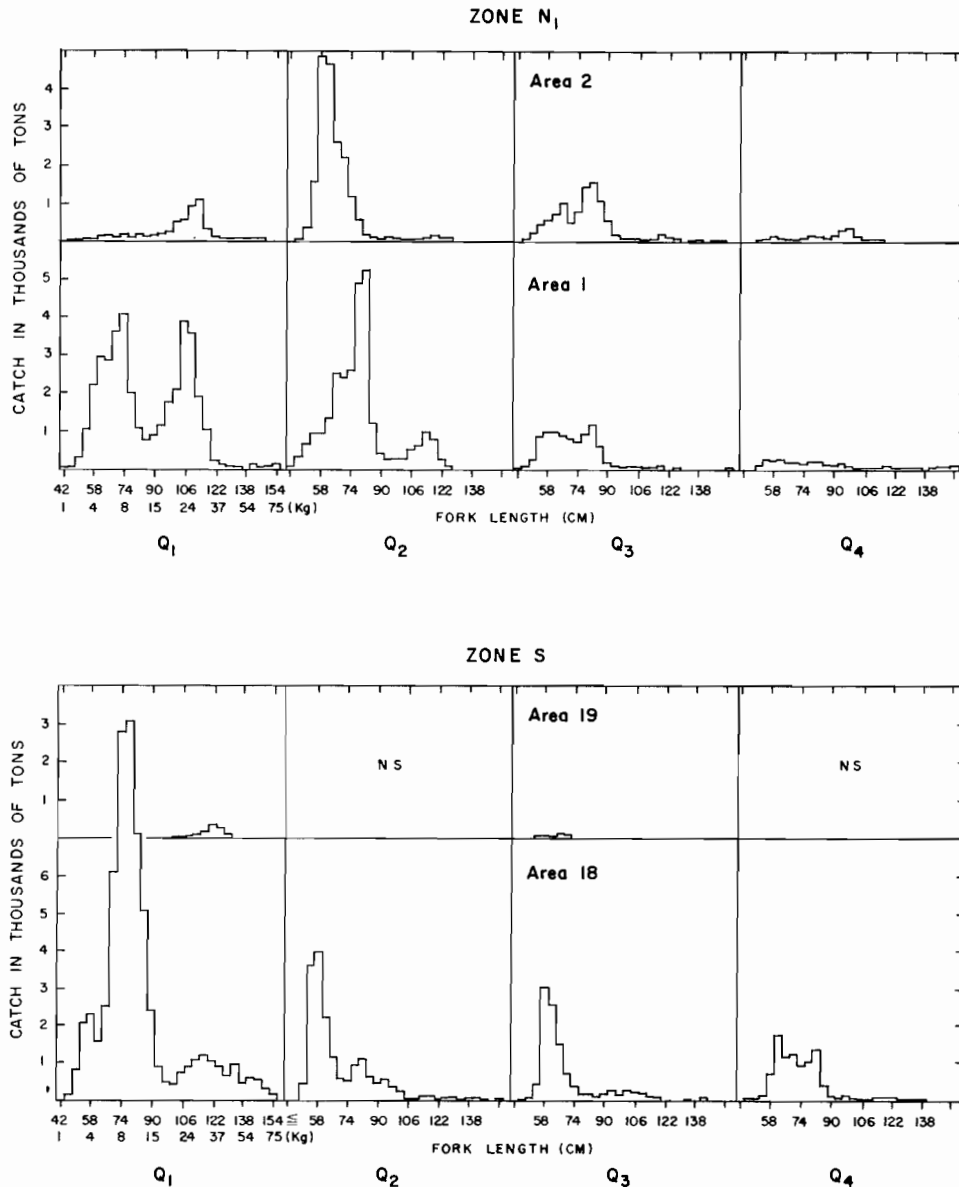 ZONE N1
CATCH IN THOUSANDS OF TONS
4
3
2
1
Area 2
5
4
3
2
1
Area 1
42 58 74 90 106 122 138 154 58 74 90 106 122 138 58 74 90 106 122 138 58 74 90 106 122 138
1 4 8 15 24 37 54 75 (Kg)
FORK LENGTH (CM)
Q1 Q2 Q3 Q4
ZONE S
CATCH IN THOUSANDS OF TONS
3
2
1
NS
Area 19
NS
6
5
4
3
2
1
Area 18
42 58 74 90 106 122 138 154 ≤ 58 74 90 106 122 138 58 74 90 106 122 138 58 74 90 106 122 138
1 4 8 15 24 37 54 75 (Kg)
FORK LENGTH (CM)
Q1 Q2 Q3 Q4